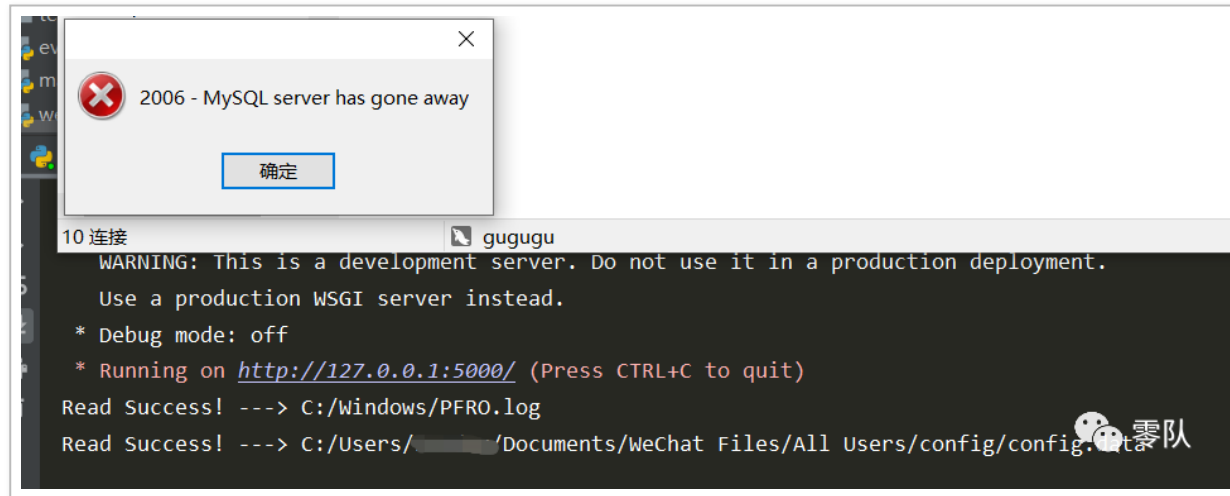 ev
m
we
2006 - MySQL server has gone away
确定
10 连接
gugugu
WARNING: This is a development server. Do not use it in a production deployment.
Use a production WSGI server instead.
* Debug mode: off
* Running on http://127.0.0.1:5000/ (Press CTRL+C to quit)
Read Success! ---> C:/Windows/PFRO.log
Read Success! ---> C:/Users/ /Documents/WeChat Files/All Users/config/config.data
零队